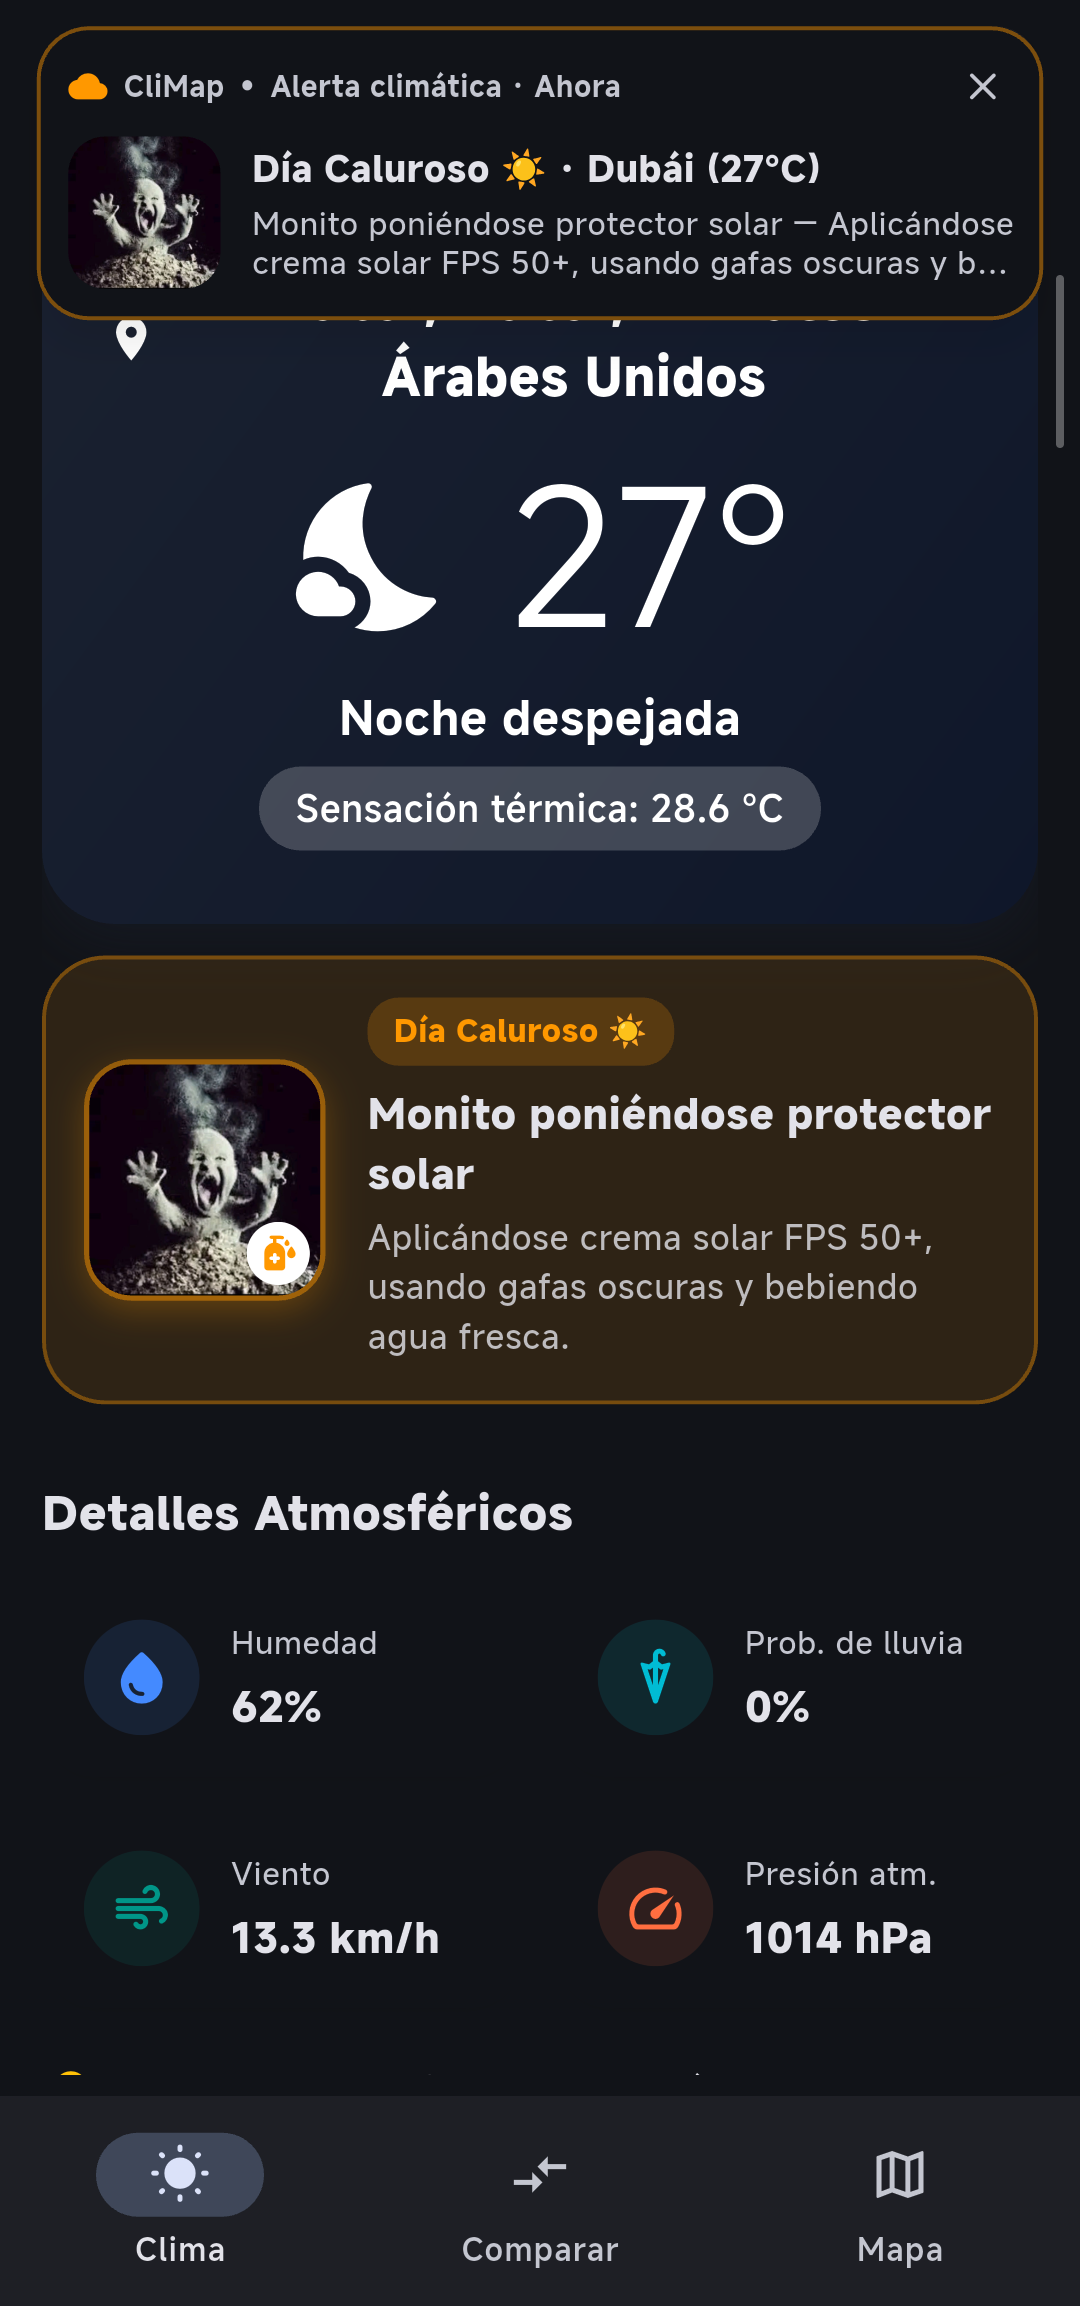 CliMap • Alerta climática · Ahora
Día Caluroso ☀️ · Dubái (27°C)
Monito poniéndose protector solar — Aplicándose
crema solar FPS 50+, usando gafas oscuras y b...
Árabes Unidos
27°
Noche despejada
Sensación térmica: 28.6 °C
Día Caluroso ☀️
Monito poniéndose protector
solar
Aplicándose crema solar FPS 50+,
usando gafas oscuras y bebiendo
agua fresca.
Detalles Atmosféricos
Humedad
62%
Prob. de lluvia
0%
Viento
13.3 km/h
Presión atm.
1014 hPa
Clima
Comparar
Mapa